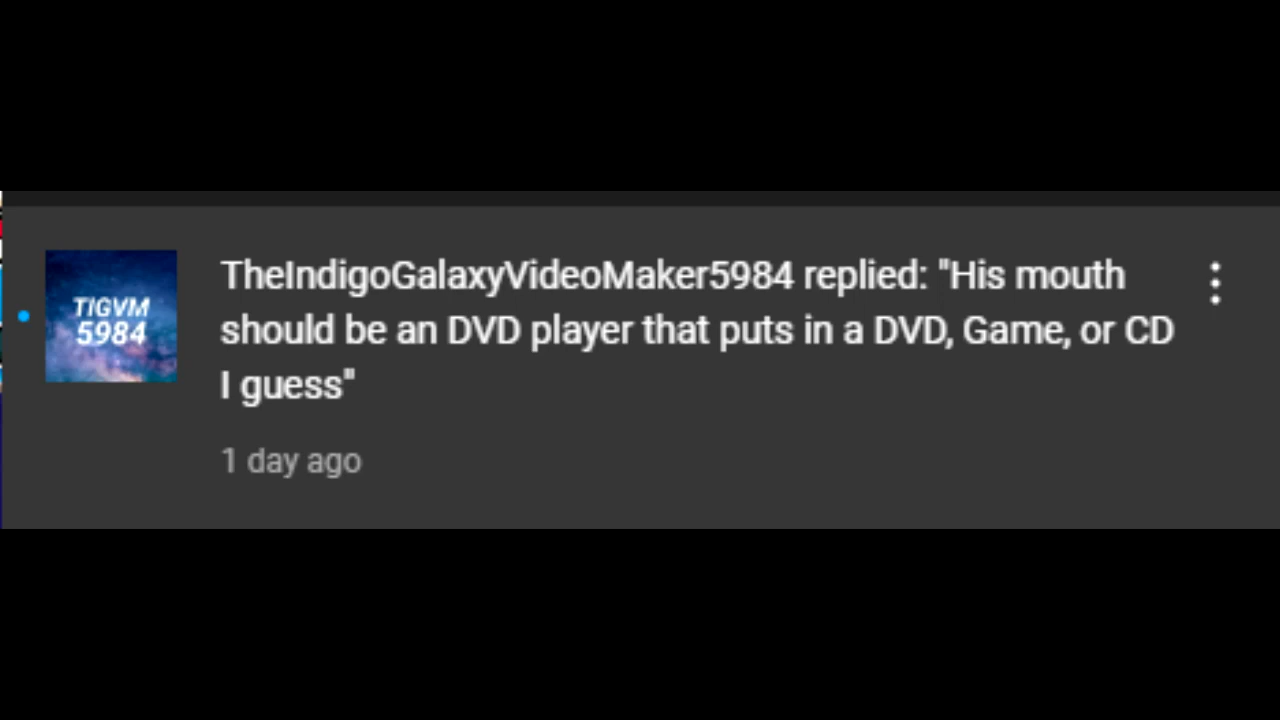 TIGVM
5984
TheIndigoGalaxyVideoMaker5984 replied: "His mouth
should be an DVD player that puts in a DVD, Game, or CD
I guess"
1 day ago